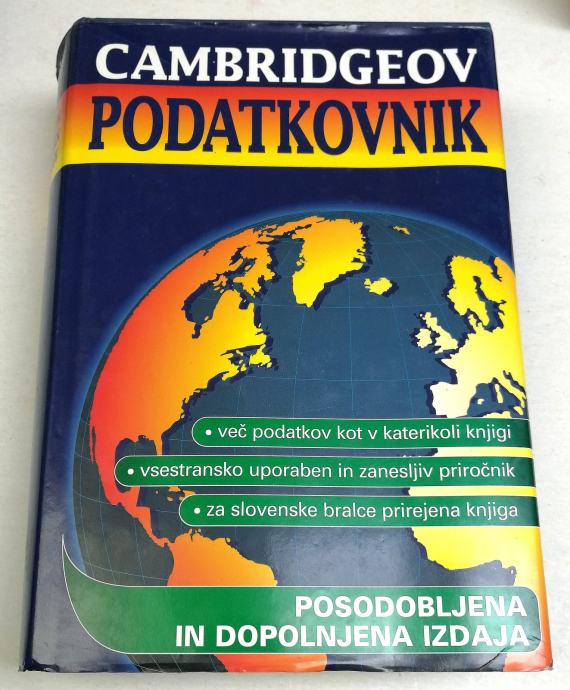 CAMBRIDGEOV
PODATKOVNIK
• več podatkov kot v katerikoli knjigi
• vsestransko uporaben in zanesljiv priročnik
• za slovenske bralce prirejena knjiga
POSODOBLJENA
IN DOPOLNJENA IZDAJA